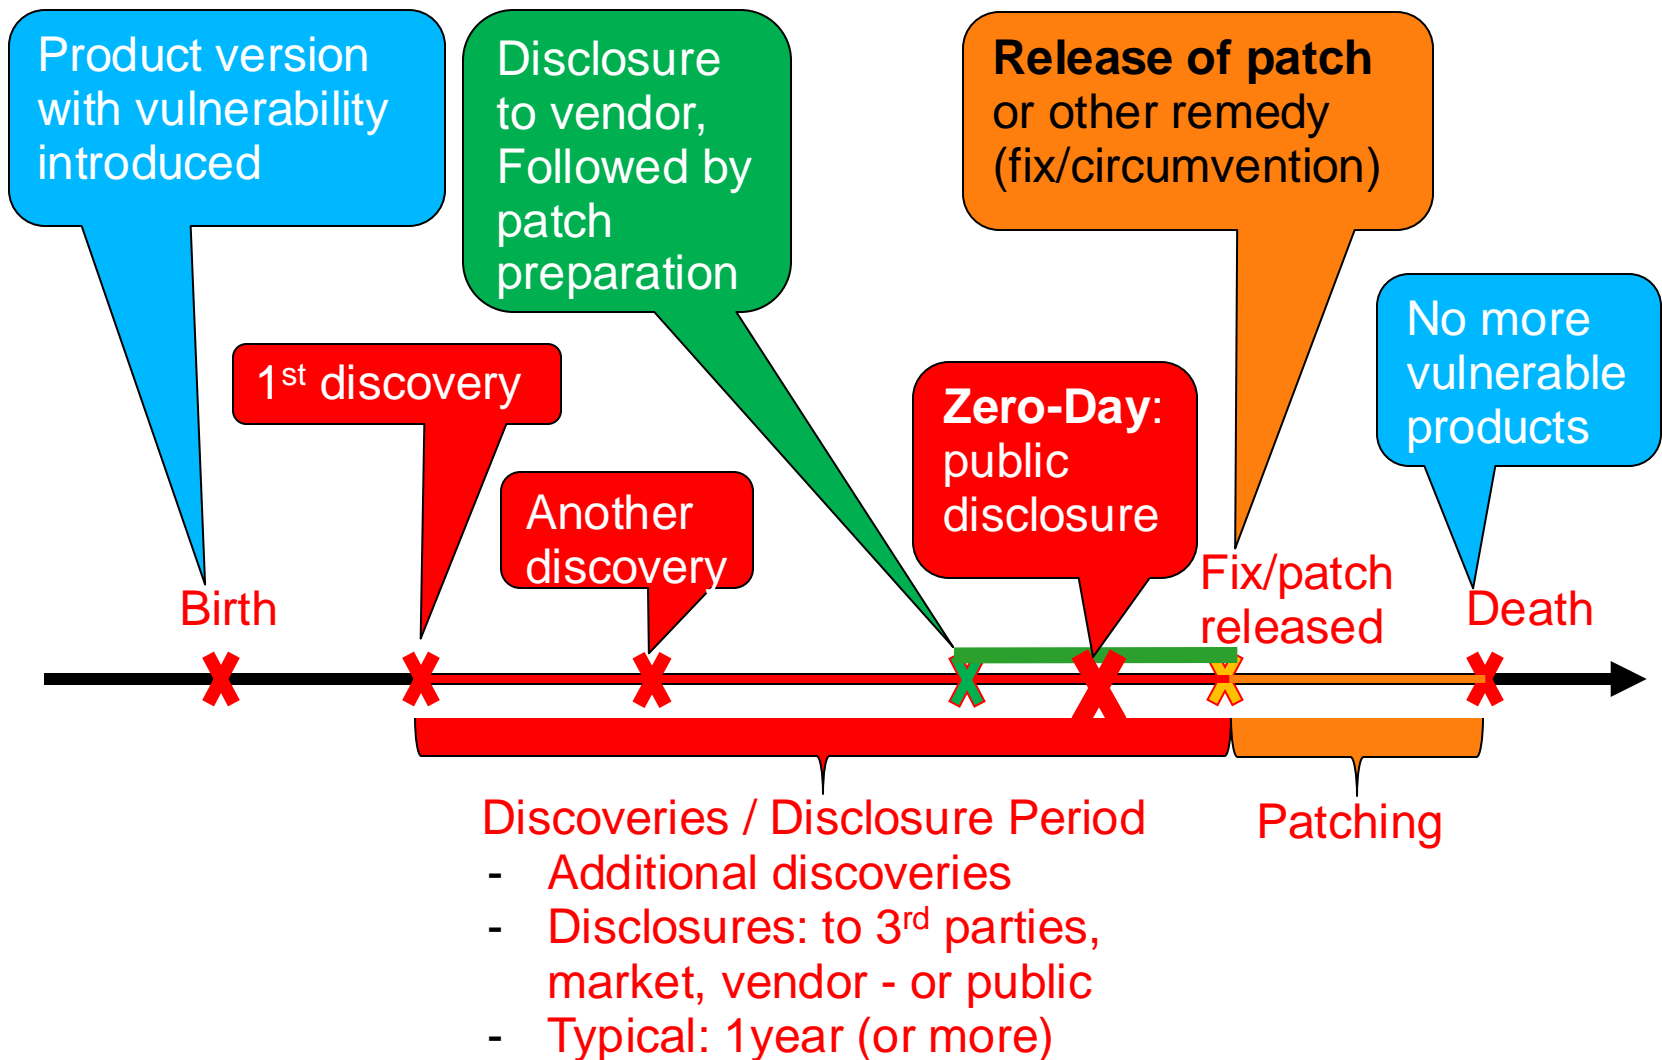 Product version
with vulnerability
introduced
Disclosure
to vendor,
Followed by
patch
preparation
Release of patch
or other remedy
(fix/circumvention)
No more
vulnerable
products
1st discovery
Another
discovery
Zero-Day:
public
disclosure
Birth
Fix/patch
released
Death
Discoveries / Disclosure Period
- Additional discoveries
- Disclosures: to 3rd parties,
market, vendor - or public
- Typical: 1year (or more)
Patching